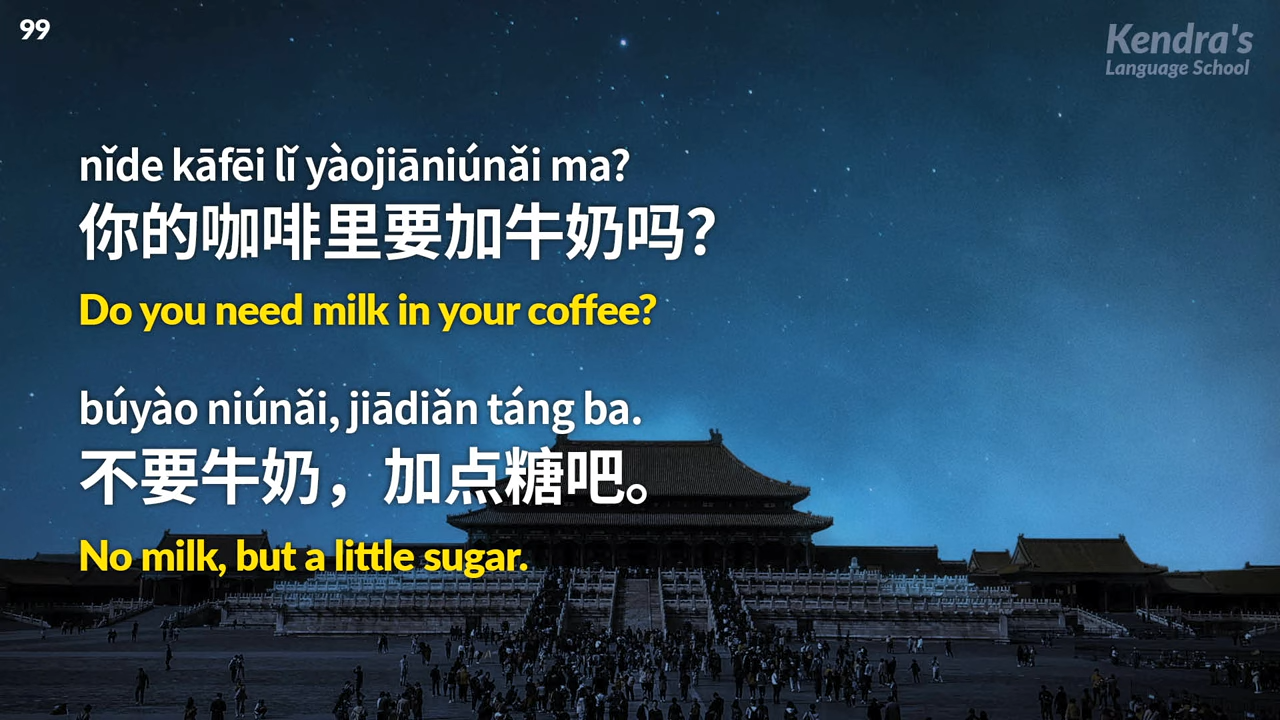 99
Kendra's
Language School
nǐde kāfēi lǐ yàojiāniúnǎi ma?
你的咖啡里要加牛奶吗？
Do you need milk in your coffee?
búyào niúnǎi, jiādiǎn táng ba.
不要牛奶，加点糖吧。
No milk, but a little sugar.